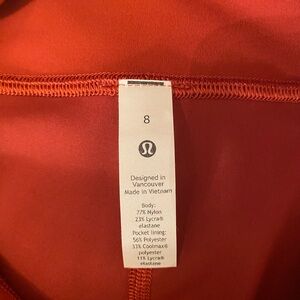 8
Designed in
Vancouver
Made in Vietnam
Body:
77% Nylon
23% Lycra®
elastane
Pocket lining:
56% Polyester
33% Coolmax®
polyester
11% Lycra®
elastane